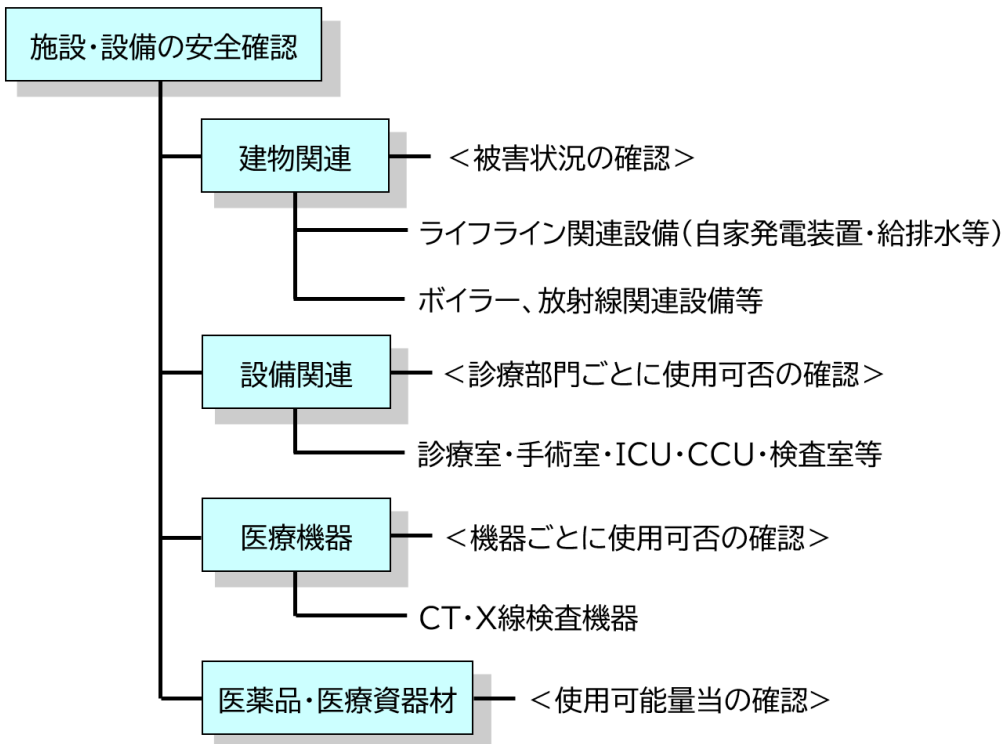 施設・設備の安全確認
建物関連 <被害状況の確認>
ライフライン関連設備(自家発電装置・給排水等)
ボイラー、放射線関連設備等
設備関連 <診療部門ごとに使用可否の確認>
診療室・手術室・ICU・CCU・検査室等
医療機器 <機器ごとに使用可否の確認>
CT・X線検査機器
医薬品・医療資器材 <使用可能量当の確認>